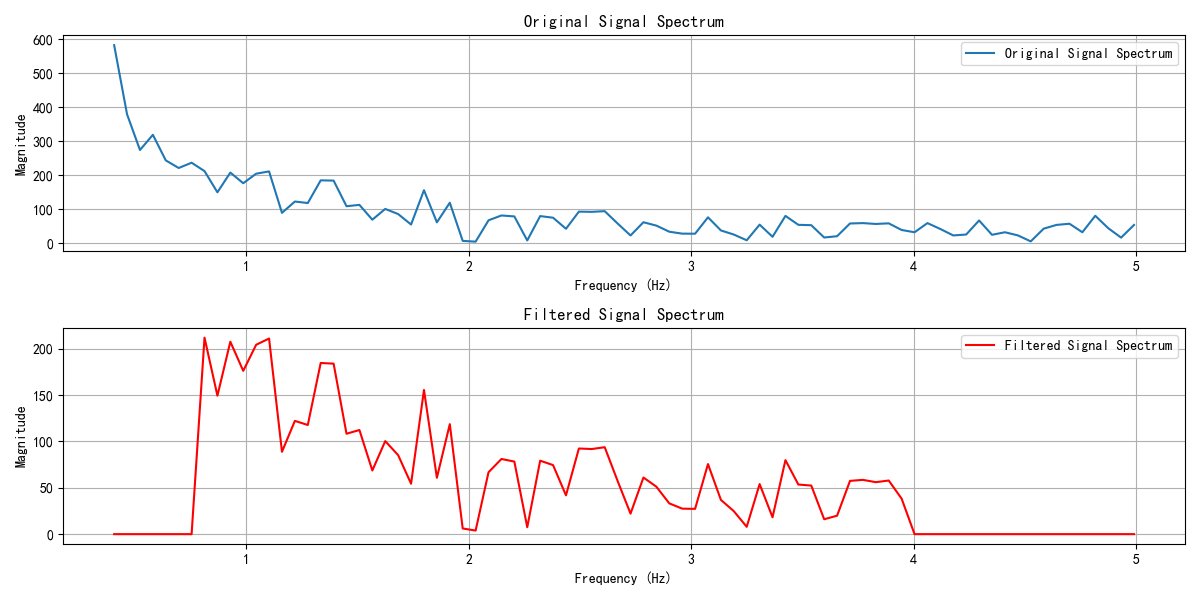 Original Signal Spectrum
600
500
400
300
200
100
0
Magnitude
Original Signal Spectrum
1
2
3
4
5
Frequency (Hz)
Filtered Signal Spectrum
200
150
100
50
0
Magnitude
Filtered Signal Spectrum
1
2
3
4
5
Frequency (Hz)